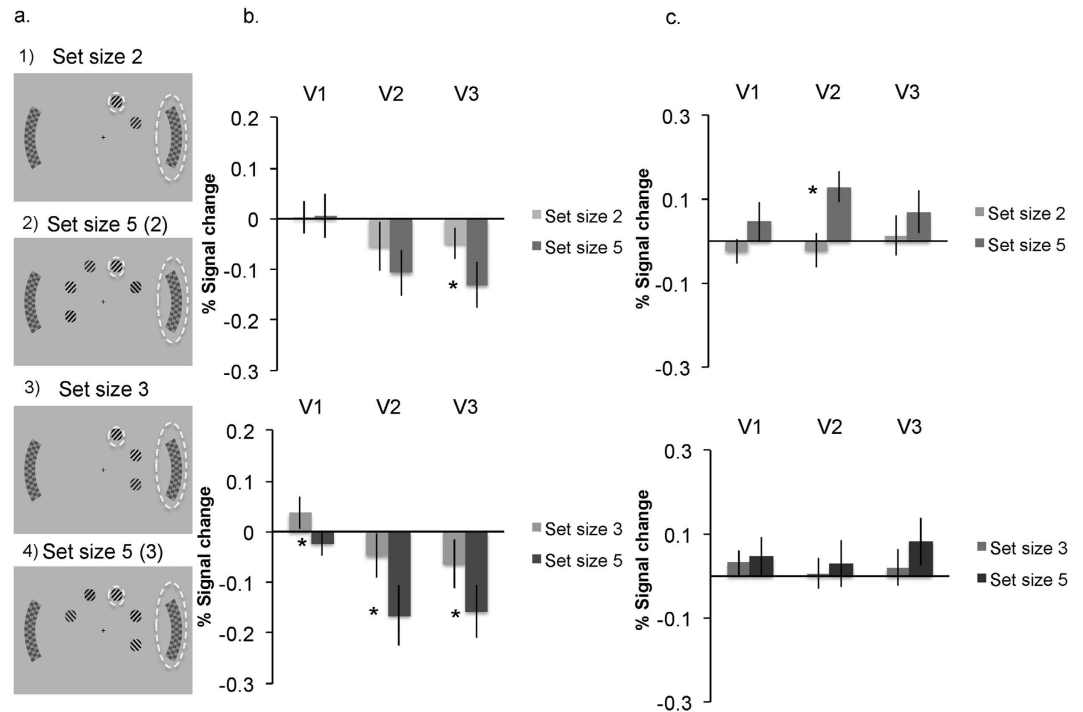 a.
1) Set size 2
2) Set size 5 (2)
3) Set size 3
4) Set size 5 (3)
b.
V1 V2 V3
0.2
0.1
0
-0.1
-0.2
-0.3
% Signal change
*
Set size 2
Set size 5
V1 V2 V3
0.2
0.1
0
-0.1
-0.2
-0.3
% Signal change
* * *
Set size 3
Set size 5
c.
V1 V2 V3
0.3
0.1
-0.1
-0.3
% Signal change
*
Set size 2
Set size 5
V1 V2 V3
0.3
0.1
-0.1
-0.3
% Signal change
Set size 3
Set size 5